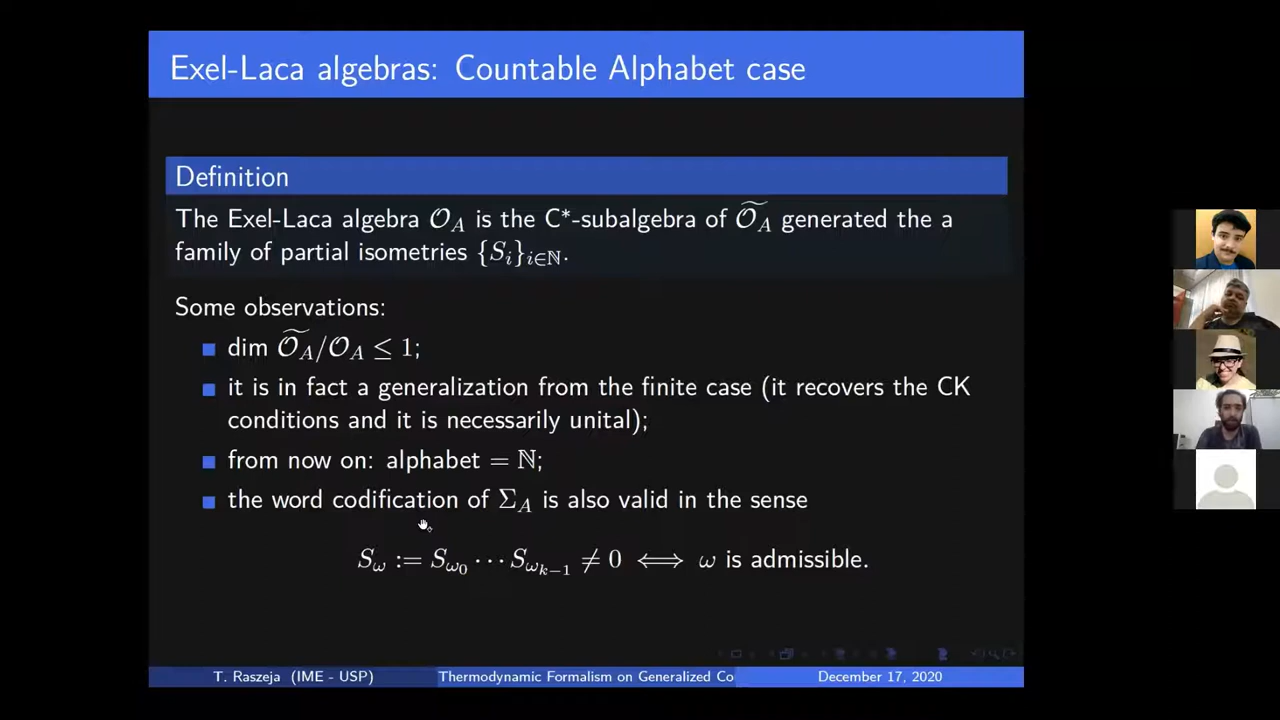 Exel-Laca algebras: Countable Alphabet case
Definition
The Exel-Laca algebra 𝒪_A is the C*-subalgebra of \widetilde{𝒪_A} generated the a
family of partial isometries {S_i}_{i∈ℕ}.
Some observations:
dim \widetilde{𝒪_A}/𝒪_A ≤ 1;
it is in fact a generalization from the finite case (it recovers the CK
conditions and it is necessarily unital);
from now on: alphabet = ℕ;
the word codification of Σ_A is also valid in the sense
S_ω := S_{ω_0} ··· S_{ω_{k−1}} ≠ 0 ⟺ ω is admissible.
T. Raszeja (IME - USP) Thermodynamic Formalism on Generalized Co December 17, 2020